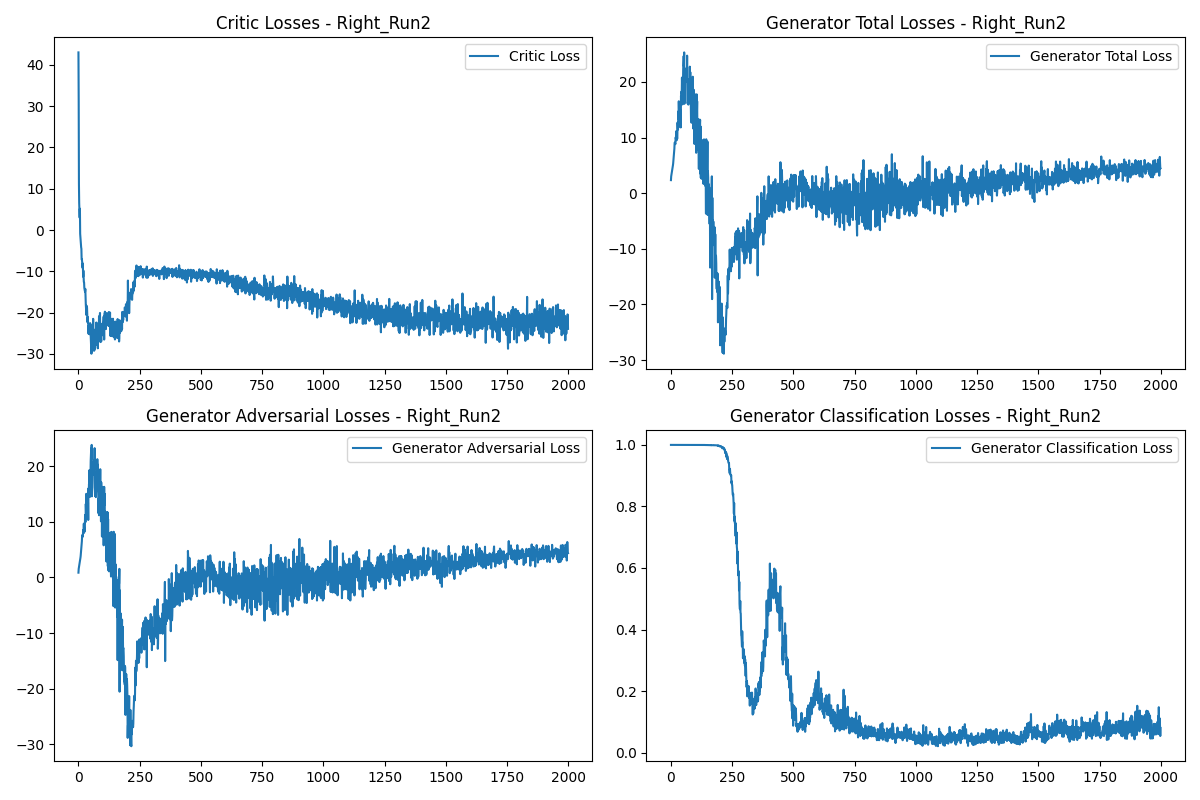 Critic Losses - Right_Run2
Critic Loss
40
30
20
10
0
−10
−20
−30
0 250 500 750 1000 1250 1500 1750 2000
Generator Total Losses - Right_Run2
Generator Total Loss
20
10
0
−10
−20
−30
0 250 500 750 1000 1250 1500 1750 2000
Generator Adversarial Losses - Right_Run2
Generator Adversarial Loss
20
10
0
−10
−20
−30
0 250 500 750 1000 1250 1500 1750 2000
Generator Classification Losses - Right_Run2
Generator Classification Loss
1.0
0.8
0.6
0.4
0.2
0.0
0 250 500 750 1000 1250 1500 1750 2000